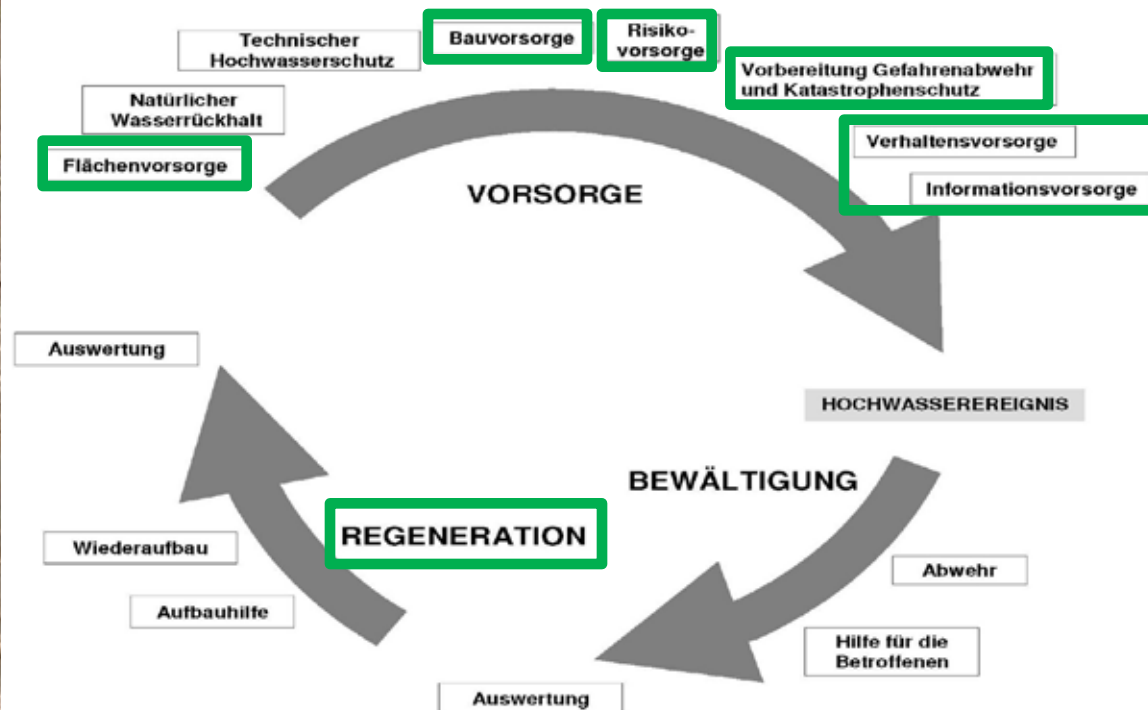 Technischer
Hochwasserschutz
Bauvorsorge
Risiko-
vorsorge
Vorbereitung Gefahrenabwehr
und Katastrophenschutz
Natürlicher
Wasserrückhalt
Flächenvorsorge
Verhaltensvorsorge
Informationsvorsorge
VORSORGE
Auswertung
HOCHWASSEREREIGNIS
BEWÄLTIGUNG
REGENERATION
Wiederaufbau
Abwehr
Aufbauhilfe
Hilfe für die
Betroffenen
Auswertung